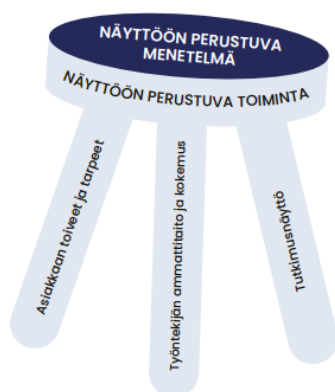 NÄYTTÖÖN PERUSTUVA
MENETELMÄ
NÄYTTÖÖN PERUSTUVA TOIMINTA
Asiakkaan toiveet ja tarpeet
Työntekijän ammattitaito ja kokemus
Tutkimusnäyttö